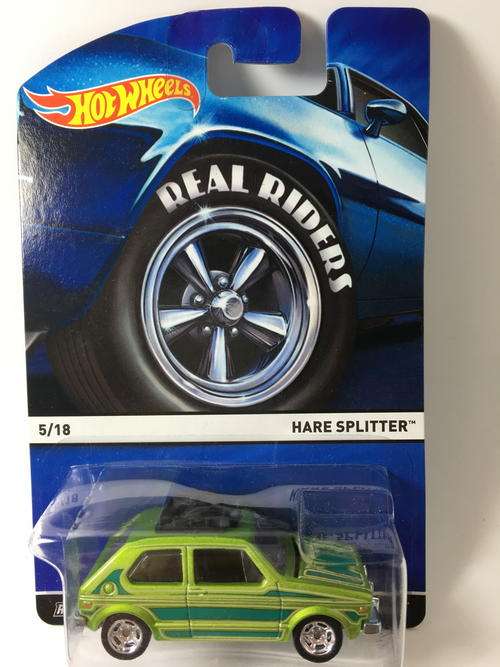 HOT WHEELS
REAL RIDERS
5/18
HARE SPLITTER™